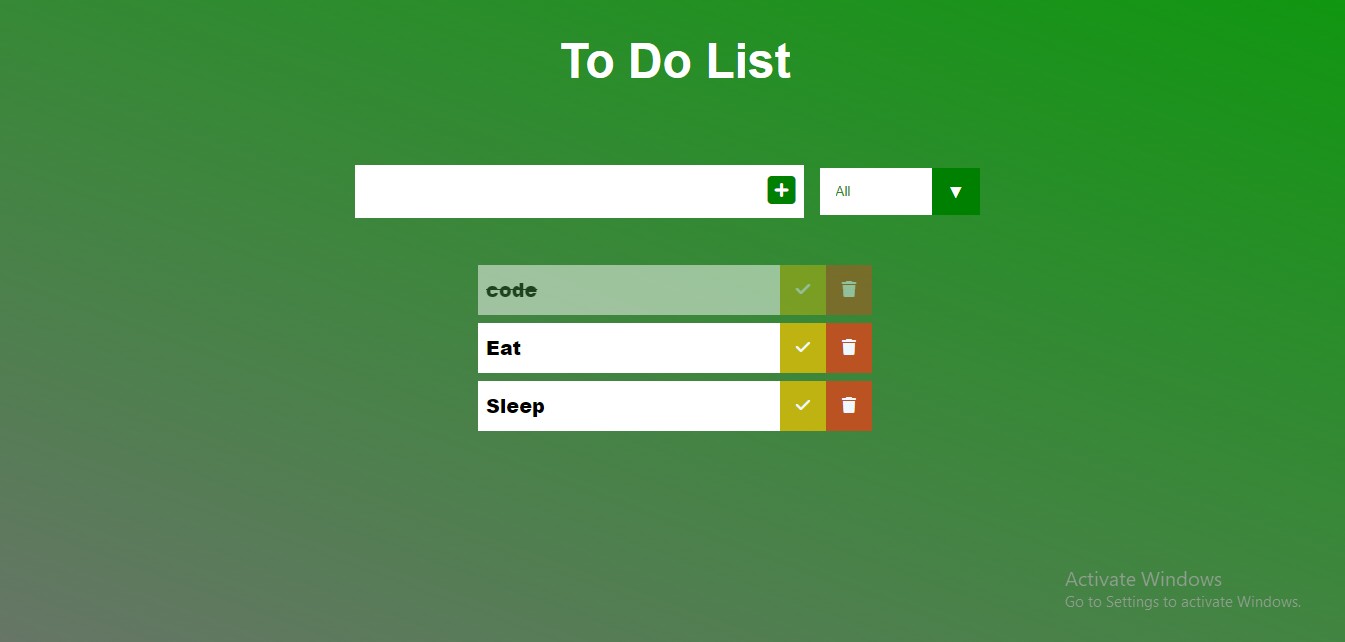 To Do List
All
▼
code
Eat
Sleep
Activate Windows
Go to Settings to activate Windows.